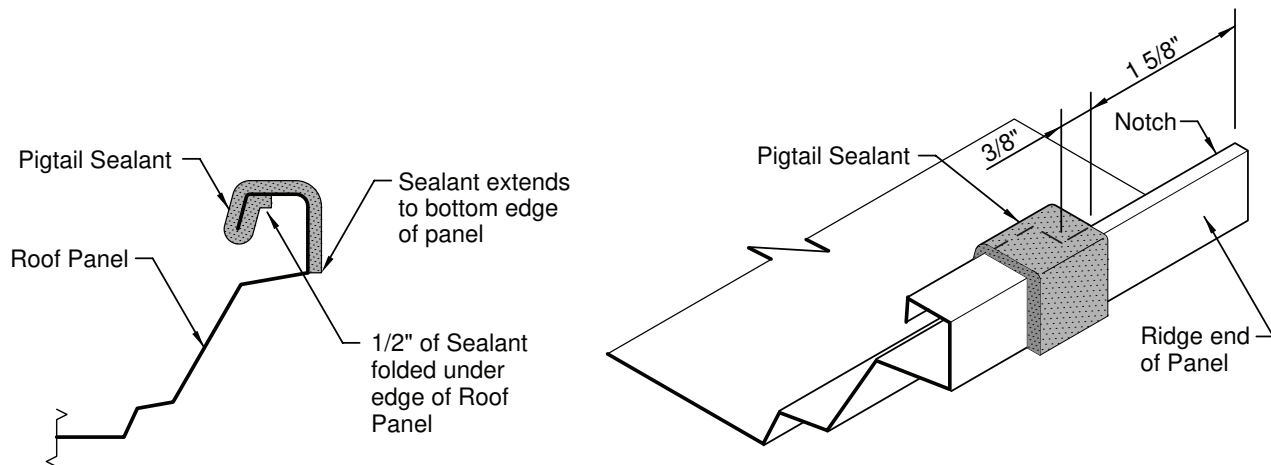 Pigtail Sealant
Roof Panel
Sealant extends
to bottom edge
of panel
1/2" of Sealant
folded under
edge of Roof
Panel
Pigtail Sealant
3/8"
1 5/8"
Notch
Ridge end
of Panel